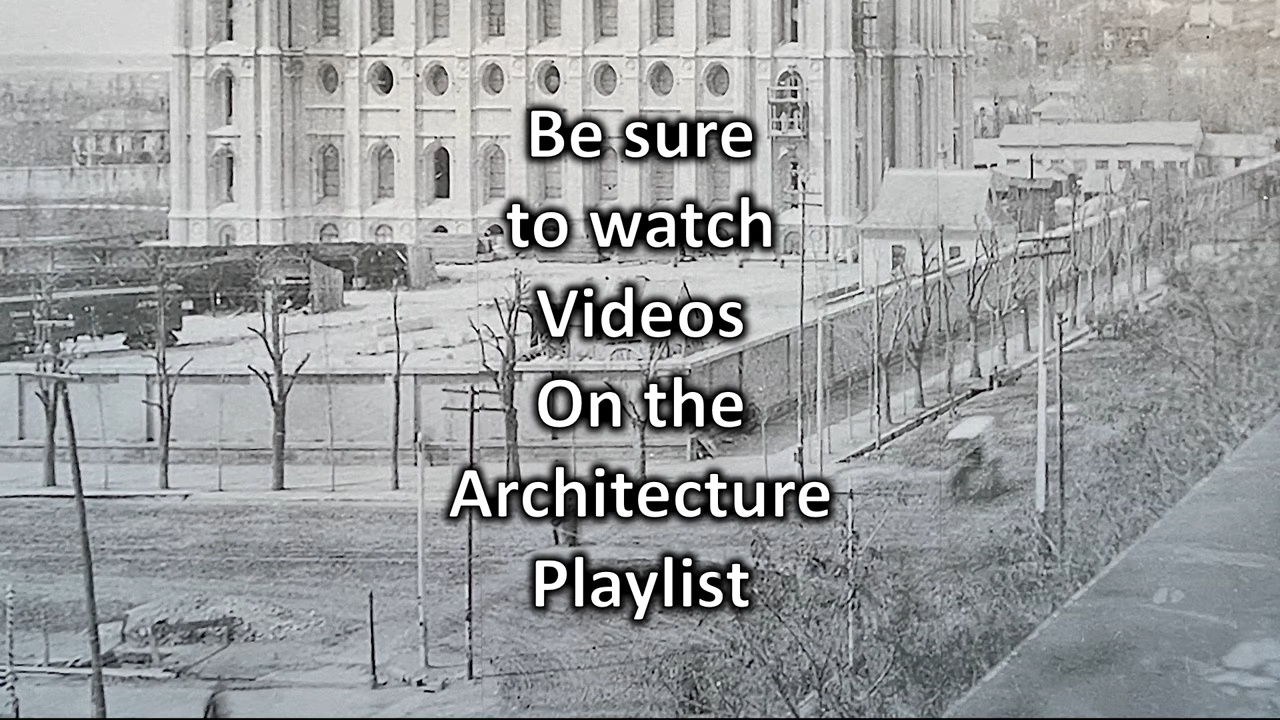 Be sure
to watch
Videos
On the
Architecture
Playlist